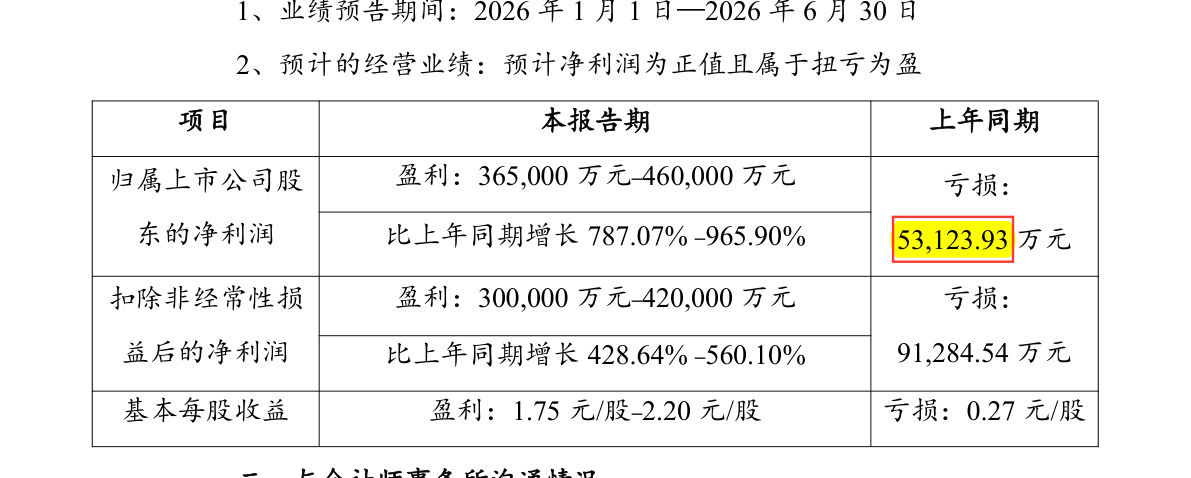 1、业绩预告期间：2026 年 1 月 1 日—2026 年 6 月 30 日
2、预计的经营业绩：预计净利润为正值且属于扭亏为盈
项目 本报告期 上年同期
归属上市公司股
东的净利润
盈利：365,000 万元–460,000 万元
比上年同期增长 787.07% –965.90%
亏损：
53,123.93 万元
扣除非经常性损
益后的净利润
盈利：300,000 万元–420,000 万元
比上年同期增长 428.64% –560.10%
亏损：
91,284.54 万元
基本每股收益 盈利：1.75 元/股–2.20 元/股 亏损：0.27 元/股